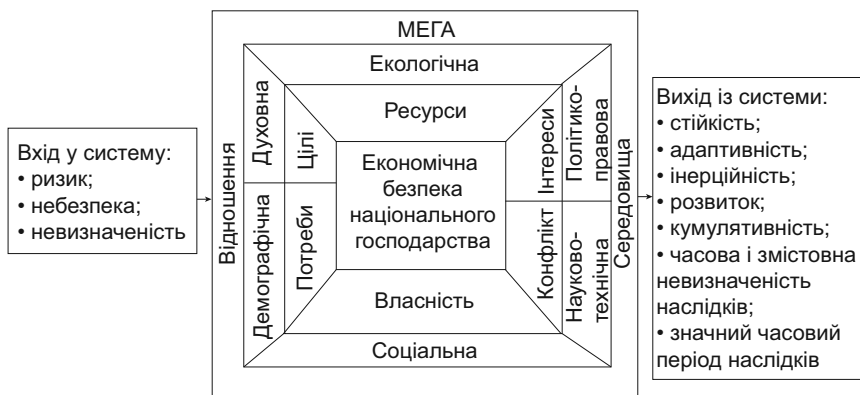 МЕГА
Вхід у систему:
• ризик;
• небезпека;
• невизначеність
Відношення
Екологічна
Духовна
Демографічна
Ресурси
Цілі
Потреби
Економічна
безпека
національного
господарства
Інтереси
Конфлікт
Політико-
правова
Науково-
технічна
Власність
Соціальна
Середовища
Вихід із системи:
• стійкість;
• адаптивність;
• інерційність;
• розвиток;
• кумулятивність;
• часова і змістовна
невизначеність
наслідків;
• значний часовий
період наслідків